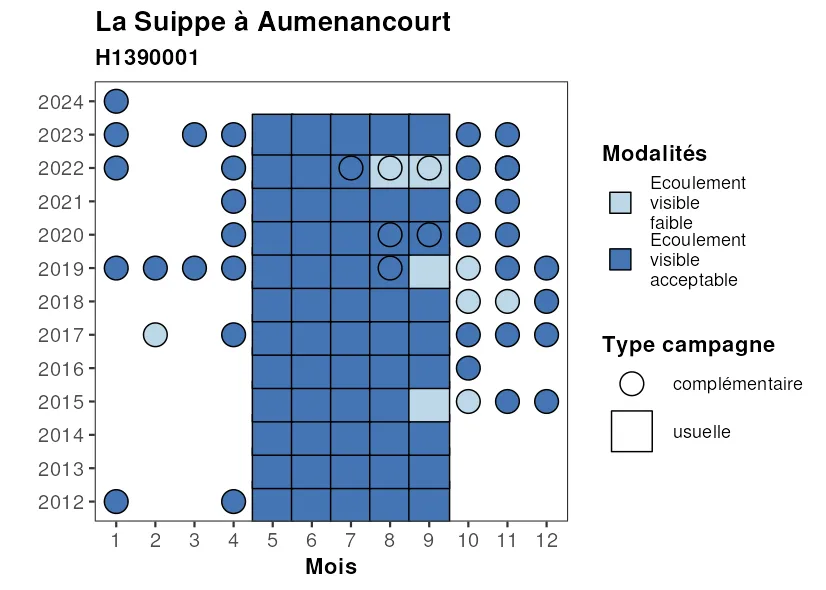 La Suippe à Aumenancourt
H1390001
2024
2023
2022
2021
2020
2019
2018
2017
2016
2015
2014
2013
2012
1 2 3 4 5 6 7 8 9 10 11 12
Mois
Modalités
Ecoulement
visible
faible
Ecoulement
visible
acceptable
Type campagne
complémentaire
usuelle